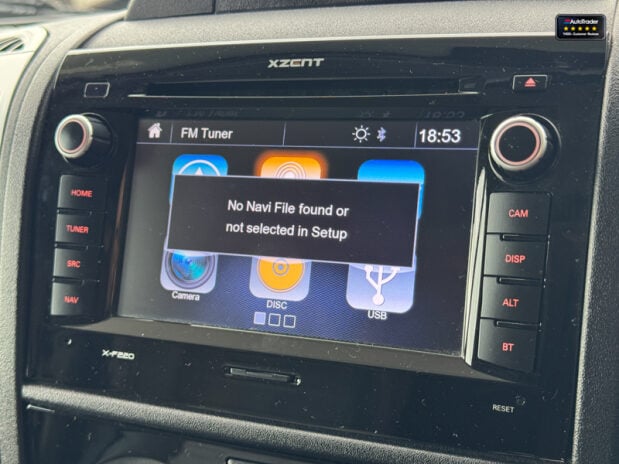 AutoTrader
XZENT
FM Tuner
18:53
No Navi File found or
not selected in Setup
Camera
DISC
USB
HOME
TUNER
SRC
NAV
CAM
DISP
ALT
BT
X-F220
RESET